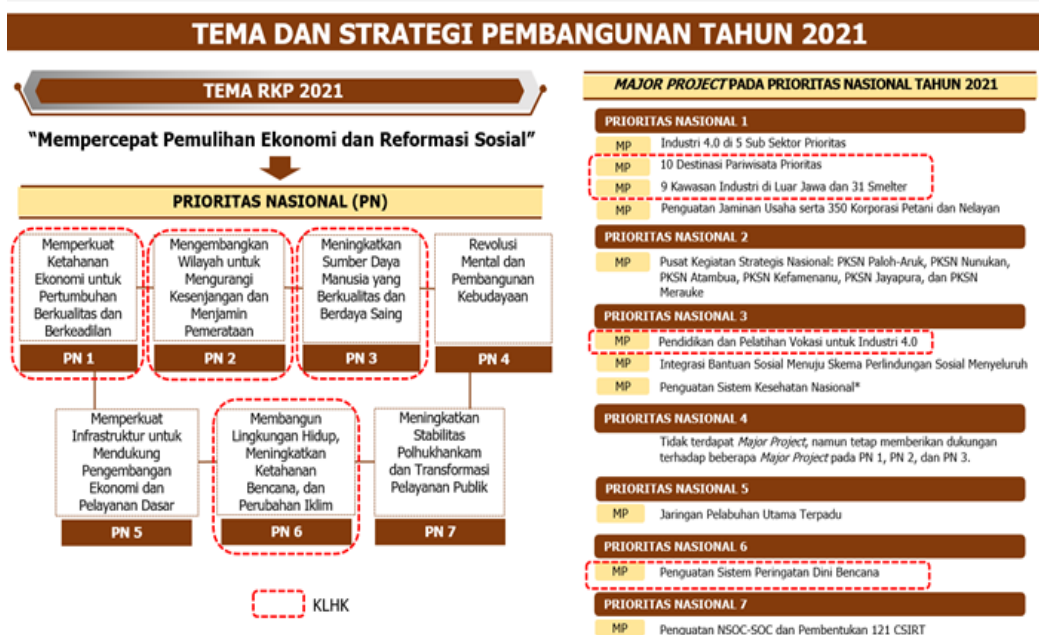 TEMA DAN STRATEGI PEMBANGUNAN TAHUN 2021
TEMA RKP 2021
“Mempercepat Pemulihan Ekonomi dan Reformasi Sosial”
PRIORITAS NASIONAL (PN)
Memperkuat
Ketahanan
Ekonomi untuk
Pertumbuhan
Berkualitas dan
Berkeadilan
PN 1
Mengembangkan
Wilayah untuk
Mengurangi
Kesenjangan dan
Menjamin
Pemerataan
PN 2
Meningkatkan
Sumber Daya
Manusia yang
Berkualitas dan
Berdaya Saing
PN 3
Revolusi
Mental dan
Pembangunan
Kebudayaan
PN 4
Memperkuat
Infrastruktur untuk
Mendukung
Pengembangan
Ekonomi dan
Pelayanan Dasar
PN 5
Membangun
Lingkungan Hidup,
Meningkatkan
Ketahanan
Bencana, dan
Perubahan Iklim
PN 6
Meningkatkan
Stabilitas
Polhukhankam
dan Transformasi
Pelayanan Publik
PN 7
KLHK
MAJOR PROJECT PADA PRIORITAS NASIONAL TAHUN 2021
PRIORITAS NASIONAL 1
MP Industri 4.0 di 5 Sub Sektor Prioritas
MP 10 Destinasi Pariwisata Prioritas
MP 9 Kawasan Industri di Luar Jawa dan 31 Smelter
MP Penguatan Jaminan Usaha serta 350 Korporasi Petani dan Nelayan
PRIORITAS NASIONAL 2
MP Pusat Kegiatan Strategis Nasional: PKSN Paloh-Aruk, PKSN Nunukan,
PKSN Atambua, PKSN Kefamenanu, PKSN Jayapura, dan PKSN
Merauke
PRIORITAS NASIONAL 3
MP Pendidikan dan Pelatihan Vokasi untuk Industri 4.0
MP Integrasi Bantuan Sosial Menuju Skema Perlindungan Sosial Menyeluruh
MP Penguatan Sistem Kesehatan Nasional*
PRIORITAS NASIONAL 4
Tidak terdapat Major Project, namun tetap memberikan dukungan
terhadap beberapa Major Project pada PN 1, PN 2, dan PN 3.
PRIORITAS NASIONAL 5
MP Jaringan Pelabuhan Utama Terpadu
PRIORITAS NASIONAL 6
MP Penguatan Sistem Peringatan Dini Bencana
PRIORITAS NASIONAL 7
MP Penguatan NSOC-SOC dan Pembentukan 121 CSIRT